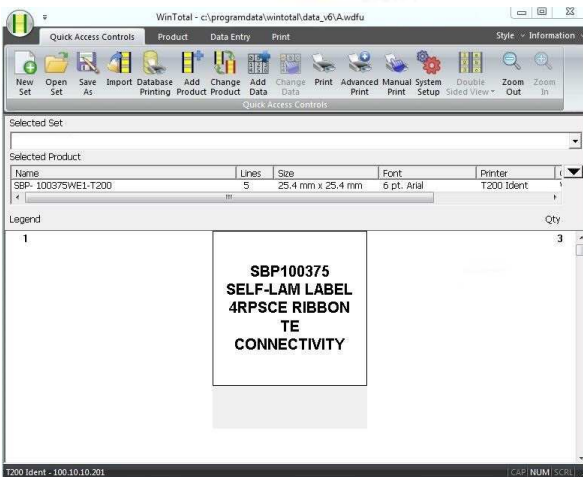 WinTotal - c:\programdata\wintotal\data_v6\A.wdfu
Quick Access Controls Product Data Entry Print Style Information
New Set Open Set Save As Import Database Printing Add Product Change Product Add Data Change Data Print Advanced Print Manual Print System Setup Double Sided View Zoom Out Zoom In
Quick Access Controls
Selected Set
Selected Product
Name Lines Size Font Printer
SBP- 100375WE1-T200 5 25.4 mm x 25.4 mm 6 pt. Arial T200 Ident
Legend Qty
1 3
SBP100375
SELF-LAM LABEL
4RPSCE RIBBON
TE
CONNECTIVITY
T200 Ident - 100.10.10.201 CAP NUM SCRL